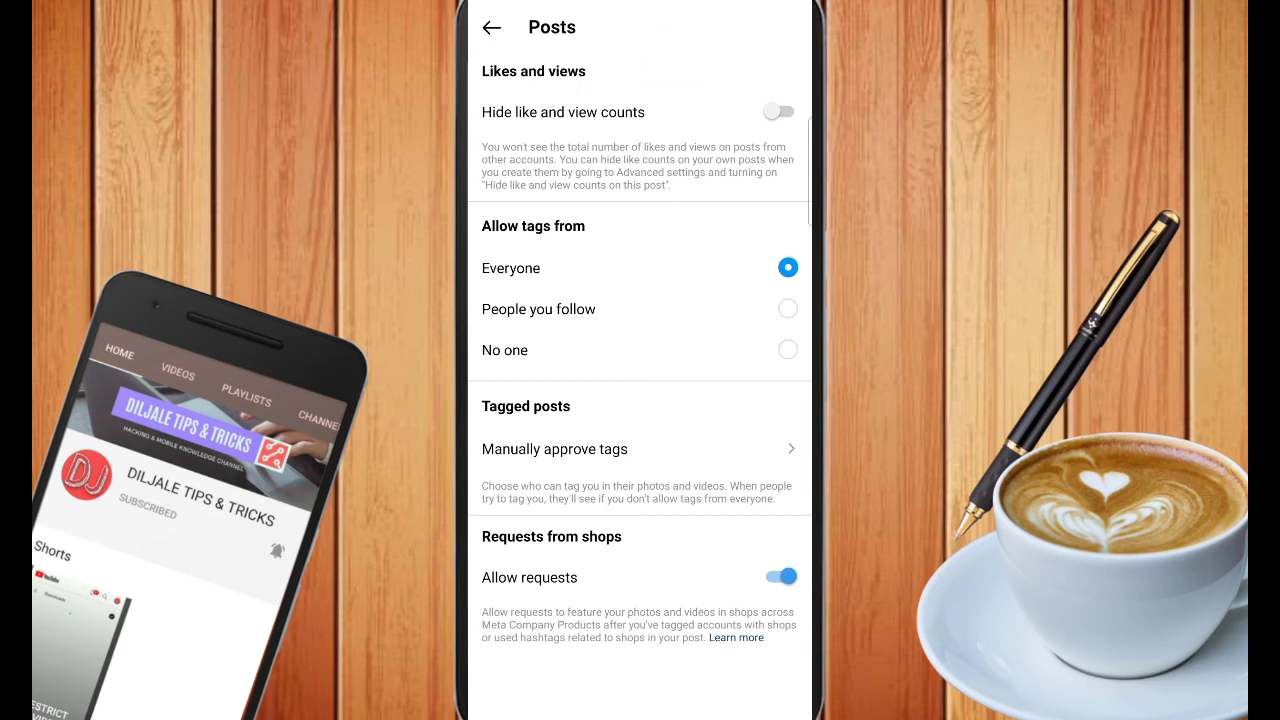 Posts
Likes and views
Hide like and view counts
You won't see the total number of likes and views on posts from
other accounts. You can hide like counts on your own posts when
you create them by going to Advanced settings and turning on
"Hide like and view counts on this post".
Allow tags from
Everyone
People you follow
No one
Tagged posts
Manually approve tags
Choose who can tag you in their photos and videos. When people
try to tag you, they'll see if you don't allow tags from everyone.
Requests from shops
Allow requests
Allow requests to feature your photos and videos in shops across
Meta Company Products after you've tagged accounts with shops
or used hashtags related to shops in your post. Learn more
HOME VIDEOS PLAYLISTS CHANNE
DILJALE TIPS & TRICKS
HACKING & MOBILE KNOWLEDGE CHANNEL
DJ
DILJALE TIPS & TRICKS
SUBSCRIBED
Shorts
ESTRICT